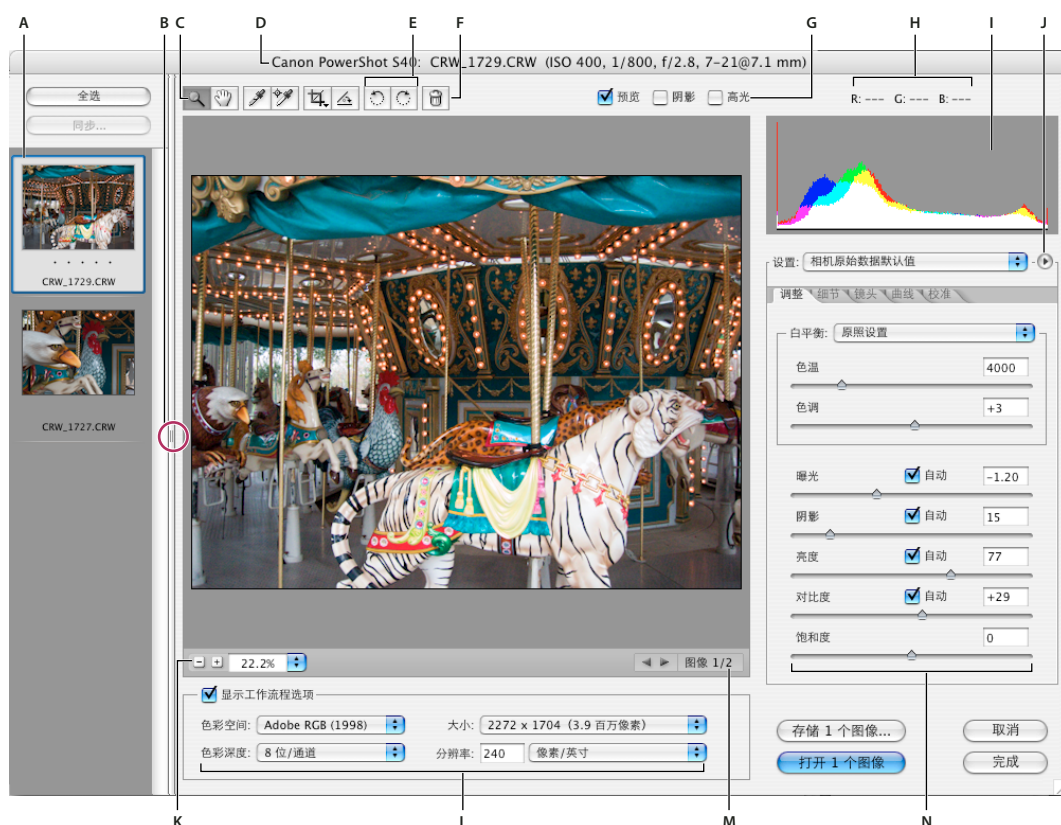 A B C D E F G H I J
Canon PowerShot S40: CRW_1729.CRW (ISO 400, 1/800, f/2.8, 7-21@7.1 mm)
全选
同步...
CRW_1729.CRW
CRW_1727.CRW
预览 阴影 高光
R: --- G: --- B: ---
设置: 相机原始数据默认值
调整 细节 镜头 曲线 校准
白平衡: 原照设置
色温 4000
色调 +3
曝光 自动 -1.20
阴影 自动 15
亮度 自动 77
对比度 自动 +29
饱和度 0
22.2%
图像 1/2
显示工作流程选项
色彩空间: Adobe RGB (1998) 大小: 2272 x 1704 (3.9 百万像素)
色彩深度: 8 位/通道 分辨率: 240 像素/英寸
存储 1 个图像... 取消
打开 1 个图像 完成
K L M N